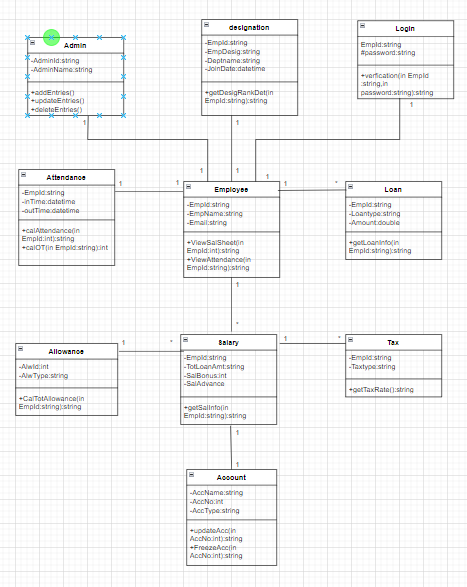 Admin
-AdminId:string
-AdminName:string
+addEntries()
+updateEntries()
+deleteEntries()
1
designation
-EmpId:string
-EmpDesig:string
-Deptname:string
-JoinDate:datetime
+getDesigRankDet(in
EmpId:string):string
1
Login
EmpId:string
#password:string
+verfication(in EmpId
:string,in
password:string):string
1
Attendance
-EmpId:string
-inTime:datetime
-outTime:datetime
+calAttendance(in
EmpId:int):string
+calOT(in EmpId:string):int
1
1
1
1
1
Employee
-EmpId:string
-EmpName:string
-Email:string
+ViewSalSheet(in
EmpId:int):string
+ViewAttendance(in
EmpId:string):string
1
*
Loan
-EmpId:string
-Loantype:string
-Amount:double
+getLoanInfo(in
EmpId:string):string
1
*
Allowance
-AlwId:int
-AlwType:string
+CalTotAllowance(in
EmpId:string):string
1
*
Salary
-EmpId:string
-TotLoanAmt:string
-SalBonus:int
-SalAdvance
+getSalInfo(in
EmpId:string):string
1
*
Tax
-EmpId:string
-Taxtype:string
+getTaxRate():string
1
1
Account
-AccName:string
-AccNo:int
-AccType:string
+updateAcc(in
AccNo:int):string
+FreezeAcc(in
AccNo:int):string